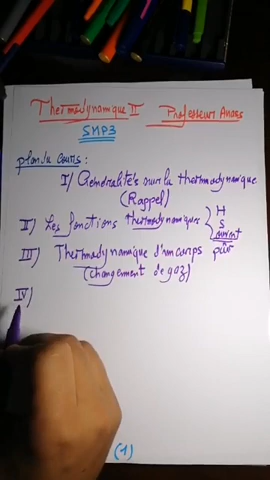 Thermodynamique II Professeur Anass
SMP3
plan du cours :
I) Généralités sur la thermodynamique
(Rappel)
II) Les fonctions thermodynamiques { H
S
III) Thermodynamique d'un corps pur
(changement de gaz)
IV)
(1)